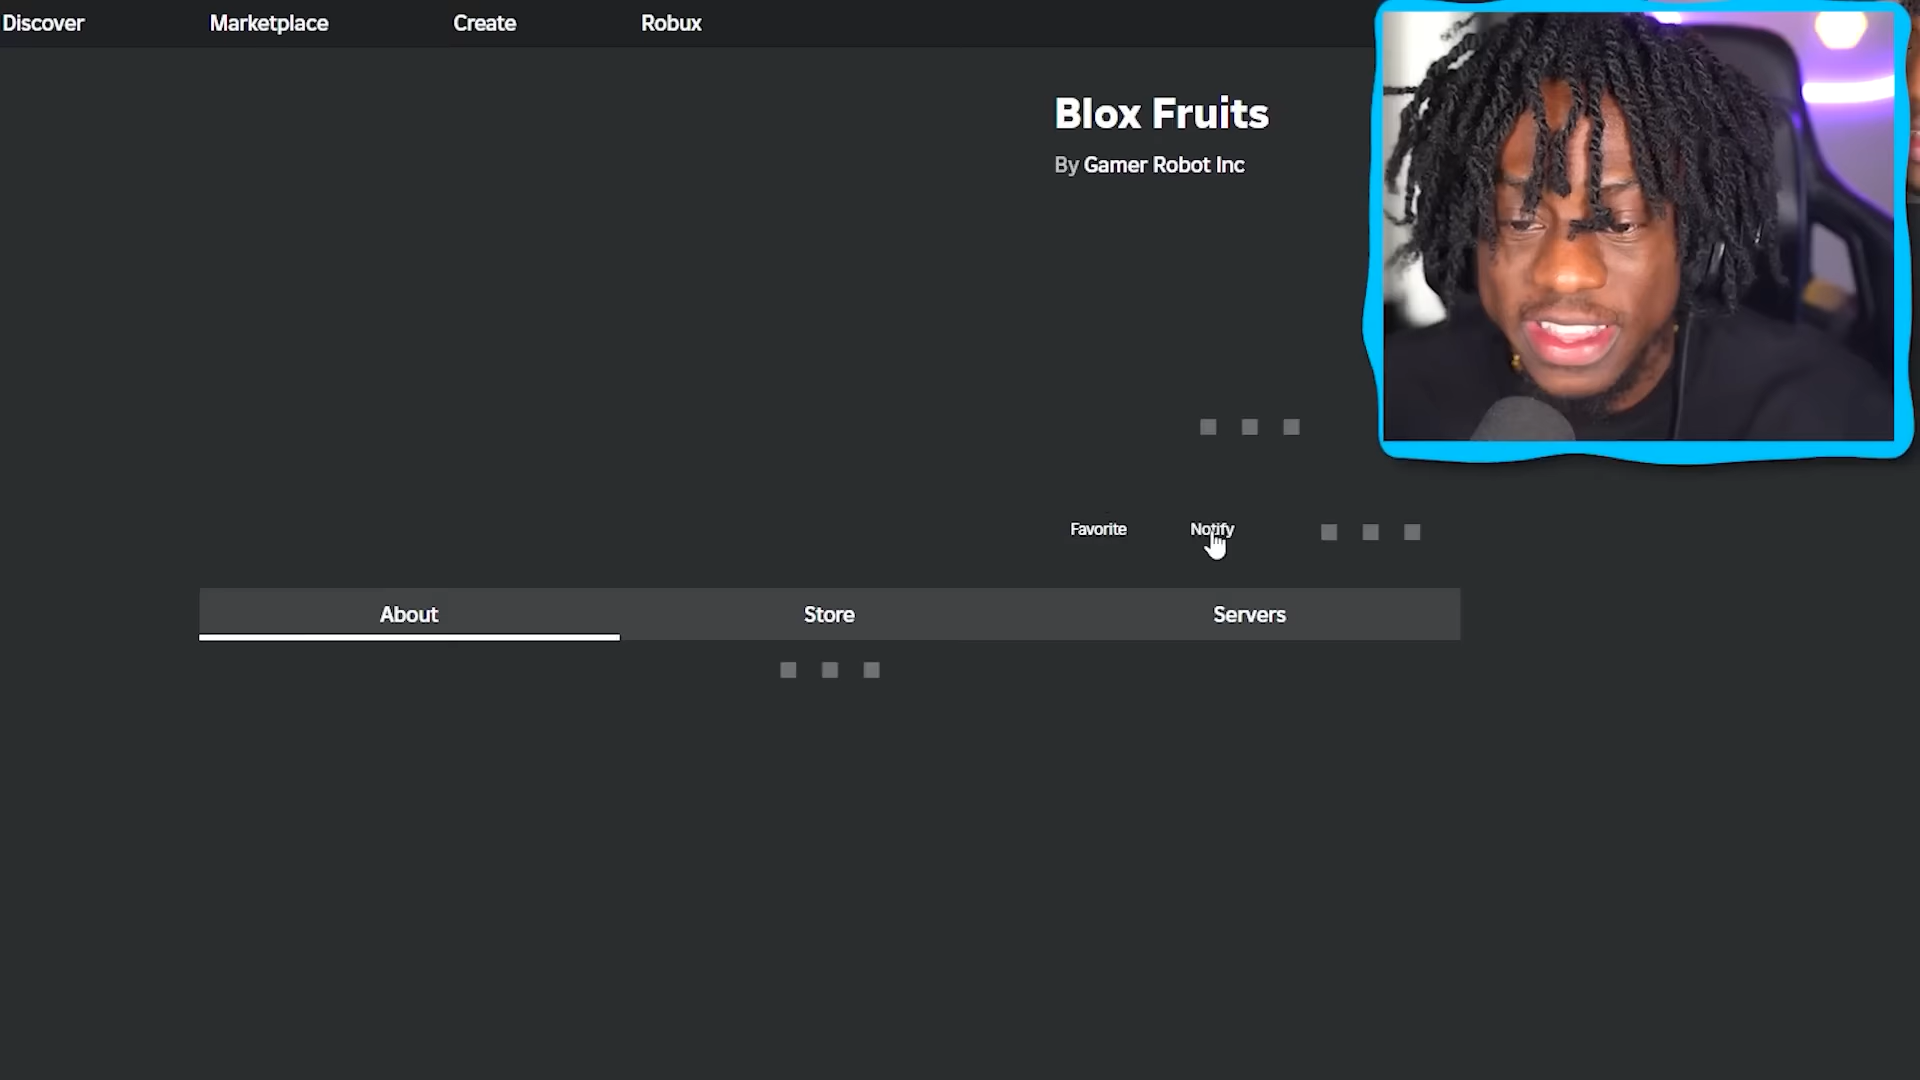 Discover Marketplace Create Robux
Blox Fruits
By Gamer Robot Inc
Favorite Notify
About Store Servers